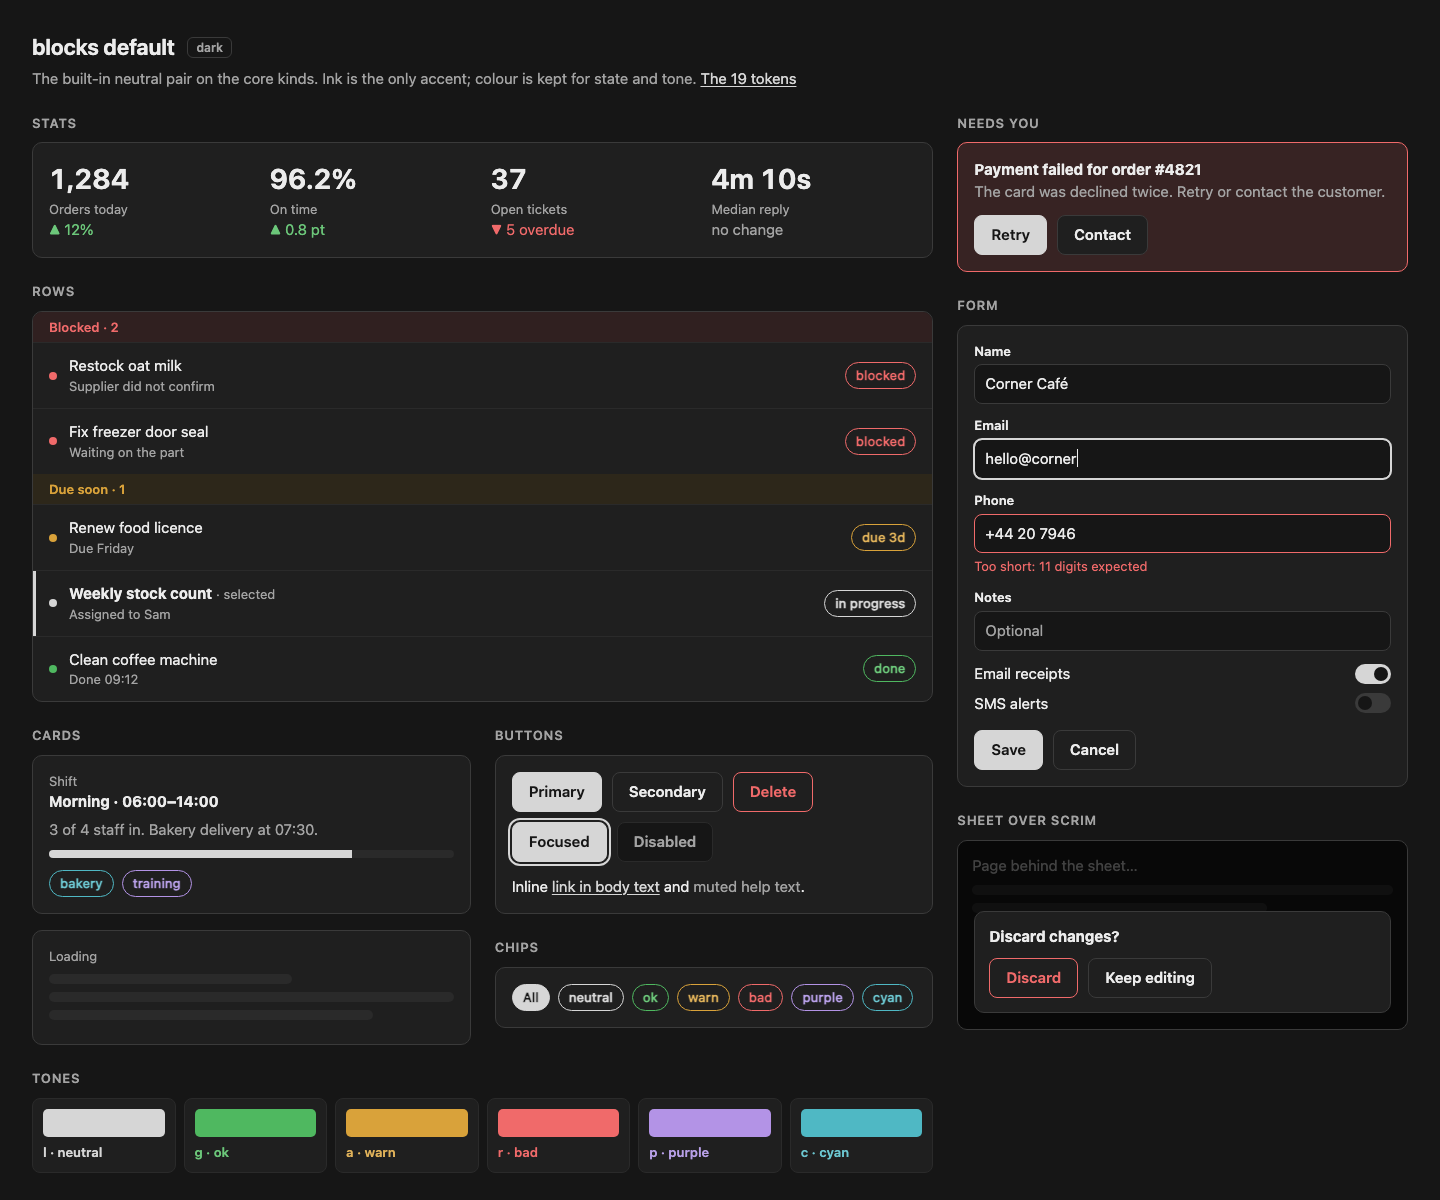 blocks default
dark
The built-in neutral pair on the core kinds. Ink is the only accent; colour is kept for state and tone. The 19 tokens
STATS
1,284
Orders today
▲ 12%
96.2%
On time
▲ 0.8 pt
37
Open tickets
▼ 5 overdue
4m 10s
Median reply
no change
ROWS
Blocked · 2
Restock oat milk
Supplier did not confirm
blocked
Fix freezer door seal
Waiting on the part
blocked
Due soon · 1
Renew food licence
Due Friday
due 3d
Weekly stock count · selected
Assigned to Sam
in progress
Clean coffee machine
Done 09:12
done
CARDS
Shift
Morning · 06:00–14:00
3 of 4 staff in. Bakery delivery at 07:30.
bakery
training
Loading
BUTTONS
Primary
Secondary
Delete
Focused
Disabled
Inline link in body text and muted help text.
CHIPS
All
neutral
ok
warn
bad
purple
cyan
TONES
l · neutral
g · ok
a · warn
r · bad
p · purple
c · cyan
NEEDS YOU
Payment failed for order #4821
The card was declined twice. Retry or contact the customer.
Retry
Contact
FORM
Name
Corner Café
Email
hello@corner
Phone
+44 20 7946
Too short: 11 digits expected
Notes
Optional
Email receipts
SMS alerts
Save
Cancel
SHEET OVER SCRIM
Page behind the sheet…
Discard changes?
Discard
Keep editing